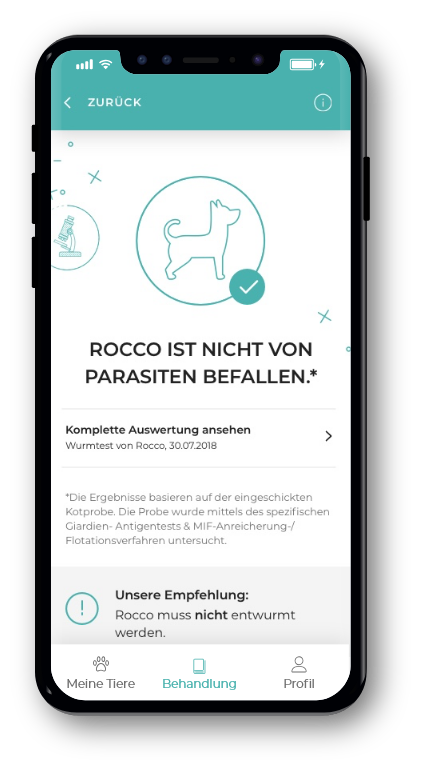 ZURÜCK
ROCCO IST NICHT VON
PARASITEN BEFALLEN.*
Komplette Auswertung ansehen
Wurmtest von Rocco, 30.07.2018
*Die Ergebnisse basieren auf der eingeschickten
Kotprobe. Die Probe wurde mittels des spezifischen
Giardien- Antigentests & MIF-Anreicherung-/
Flotationsverfahren untersucht.
Unsere Empfehlung:
Rocco muss nicht entwurmt
werden.
Meine Tiere
Behandlung
Profil